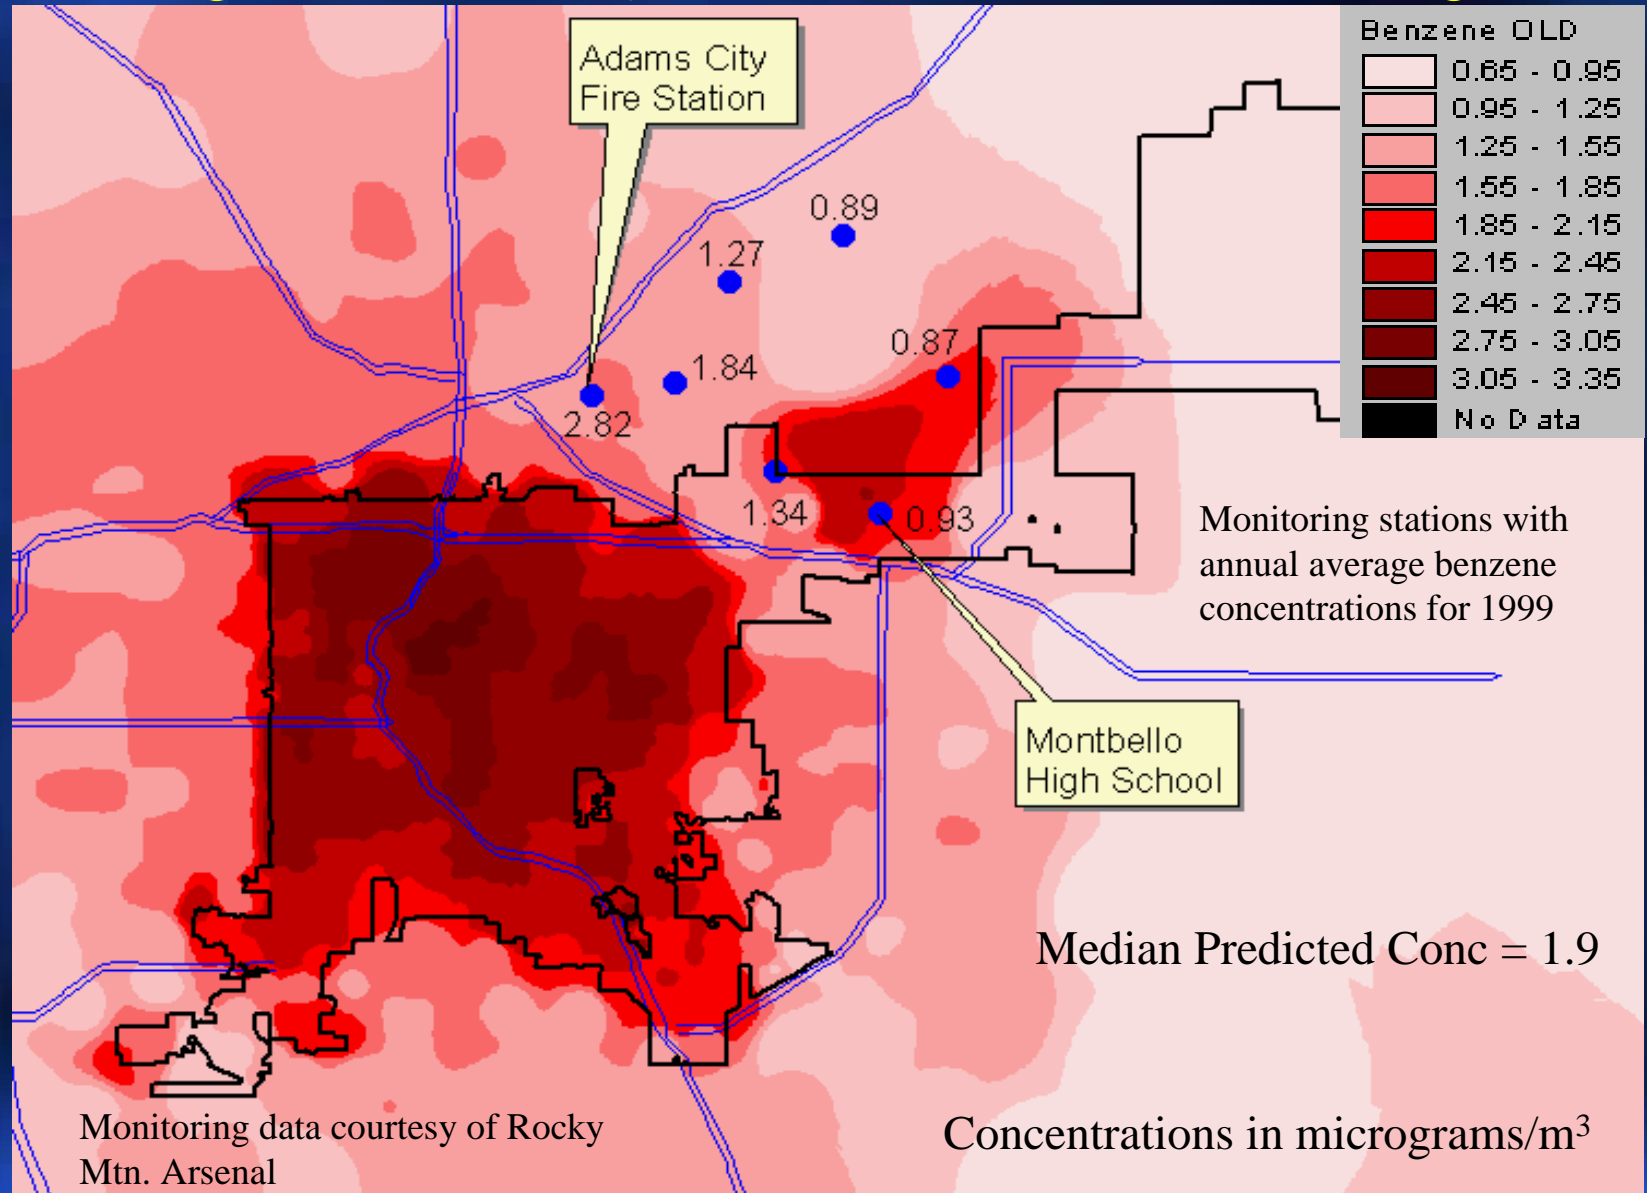 Adams City
Fire Station
Benzene OLD
0.65 - 0.95
0.95 - 1.25
1.25 - 1.55
1.55 - 1.85
1.85 - 2.15
2.15 - 2.45
2.45 - 2.75
2.75 - 3.05
3.05 - 3.35
No Data
0.89
1.27
0.87
1.84
2.82
1.34
0.93
Monitoring stations with
annual average benzene
concentrations for 1999
Montbello
High School
Median Predicted Conc = 1.9
Monitoring data courtesy of Rocky
Mtn. Arsenal
Concentrations in micrograms/m³